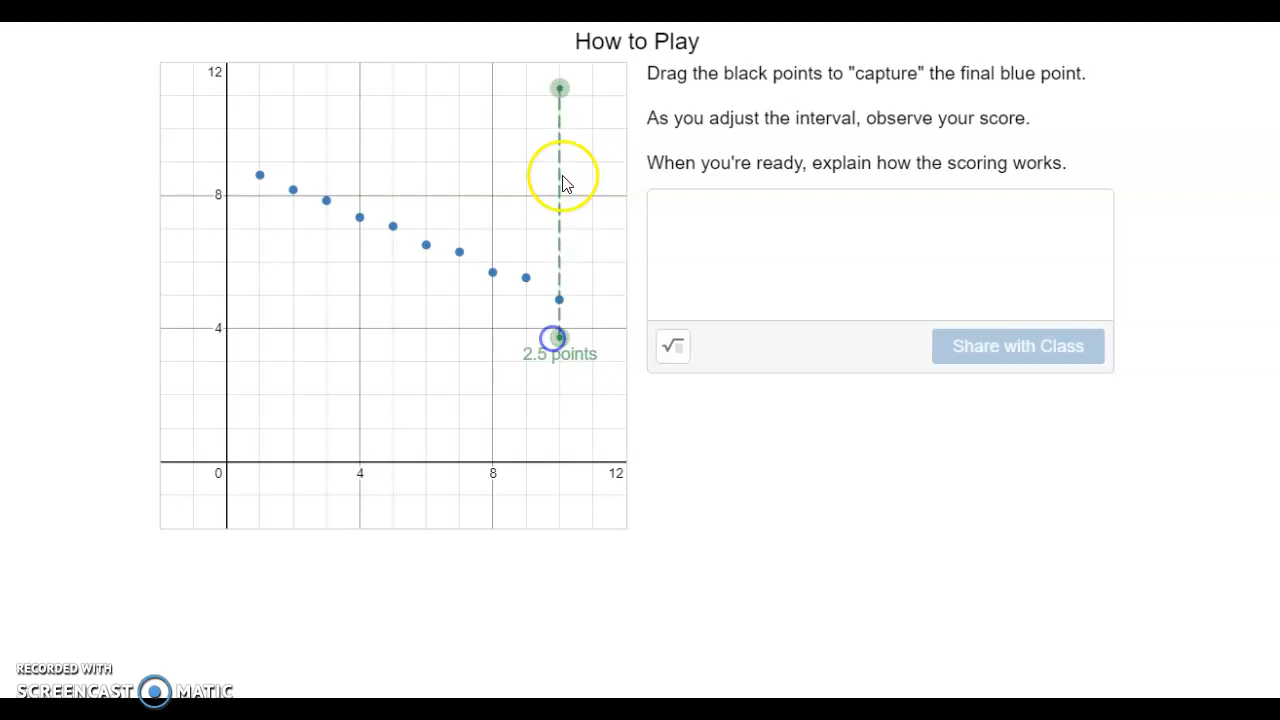 How to Play
Drag the black points to "capture" the final blue point.
As you adjust the interval, observe your score.
When you're ready, explain how the scoring works.
12
8
4
0
4
8
12
2.5 points
√
Share with Class
RECORDED WITH
SCREENCAST MATIC